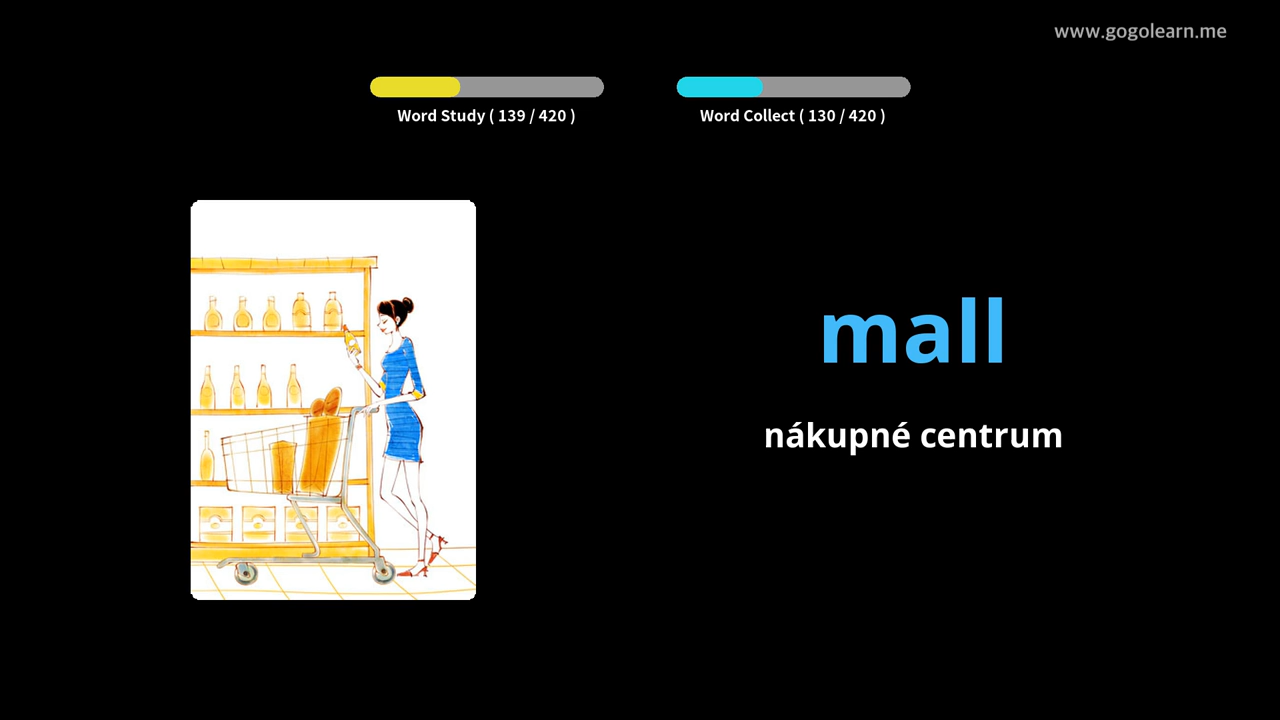 www.gogolearn.me
Word Study ( 139 / 420 )
Word Collect ( 130 / 420 )
mall
nákupné centrum